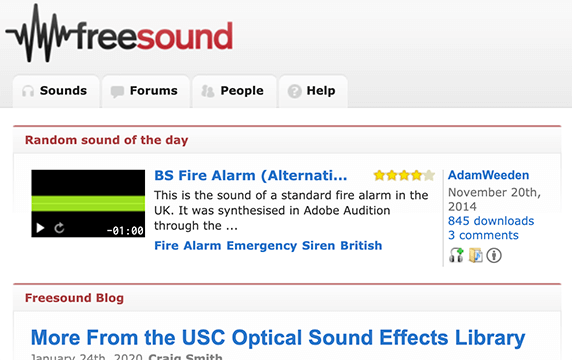 freesound
Sounds Forums People Help
Random sound of the day
BS Fire Alarm (Alternati...
This is the sound of a standard fire alarm in the
UK. It was synthesised in Adobe Audition
through the ...
Fire Alarm Emergency Siren British
-01:00
AdamWeeden
November 20th,
2014
845 downloads
3 comments
Freesound Blog
More From the USC Optical Sound Effects Library
January 24th, 2020 Craig Smith